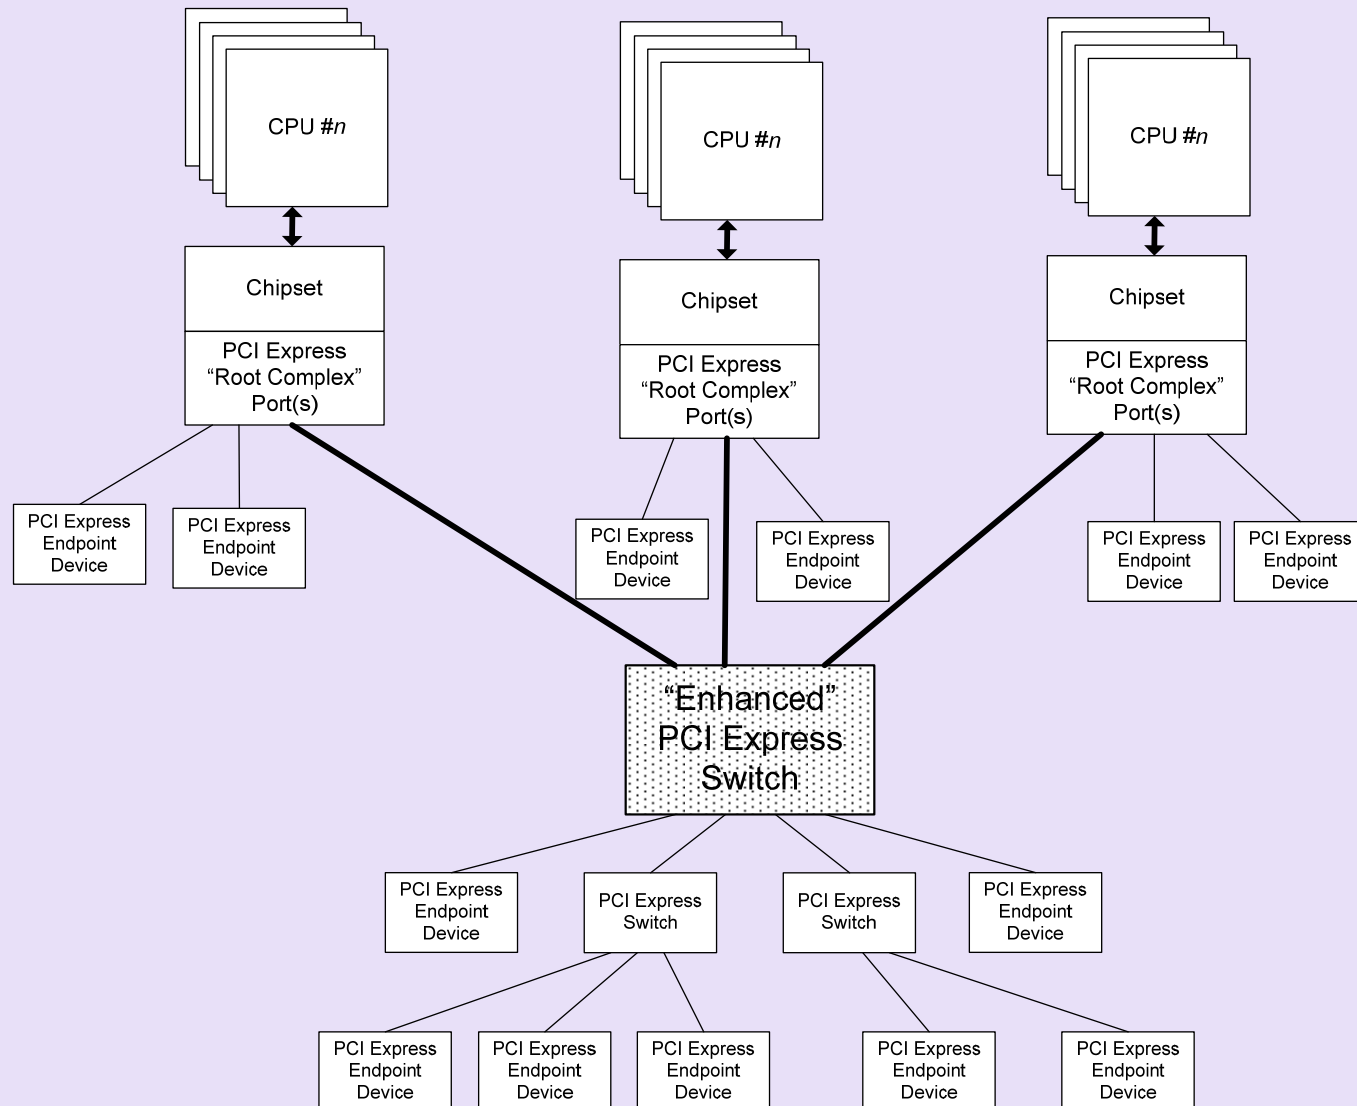 CPU #n
CPU #n
CPU #n
Chipset
PCI Express
“Root Complex”
Port(s)
Chipset
PCI Express
“Root Complex”
Port(s)
Chipset
PCI Express
“Root Complex”
Port(s)
PCI Express
Endpoint
Device
PCI Express
Endpoint
Device
PCI Express
Endpoint
Device
PCI Express
Endpoint
Device
PCI Express
Endpoint
Device
PCI Express
Endpoint
Device
“Enhanced”
PCI Express
Switch
PCI Express
Endpoint
Device
PCI Express
Switch
PCI Express
Switch
PCI Express
Endpoint
Device
PCI Express
Endpoint
Device
PCI Express
Endpoint
Device
PCI Express
Endpoint
Device
PCI Express
Endpoint
Device
PCI Express
Endpoint
Device